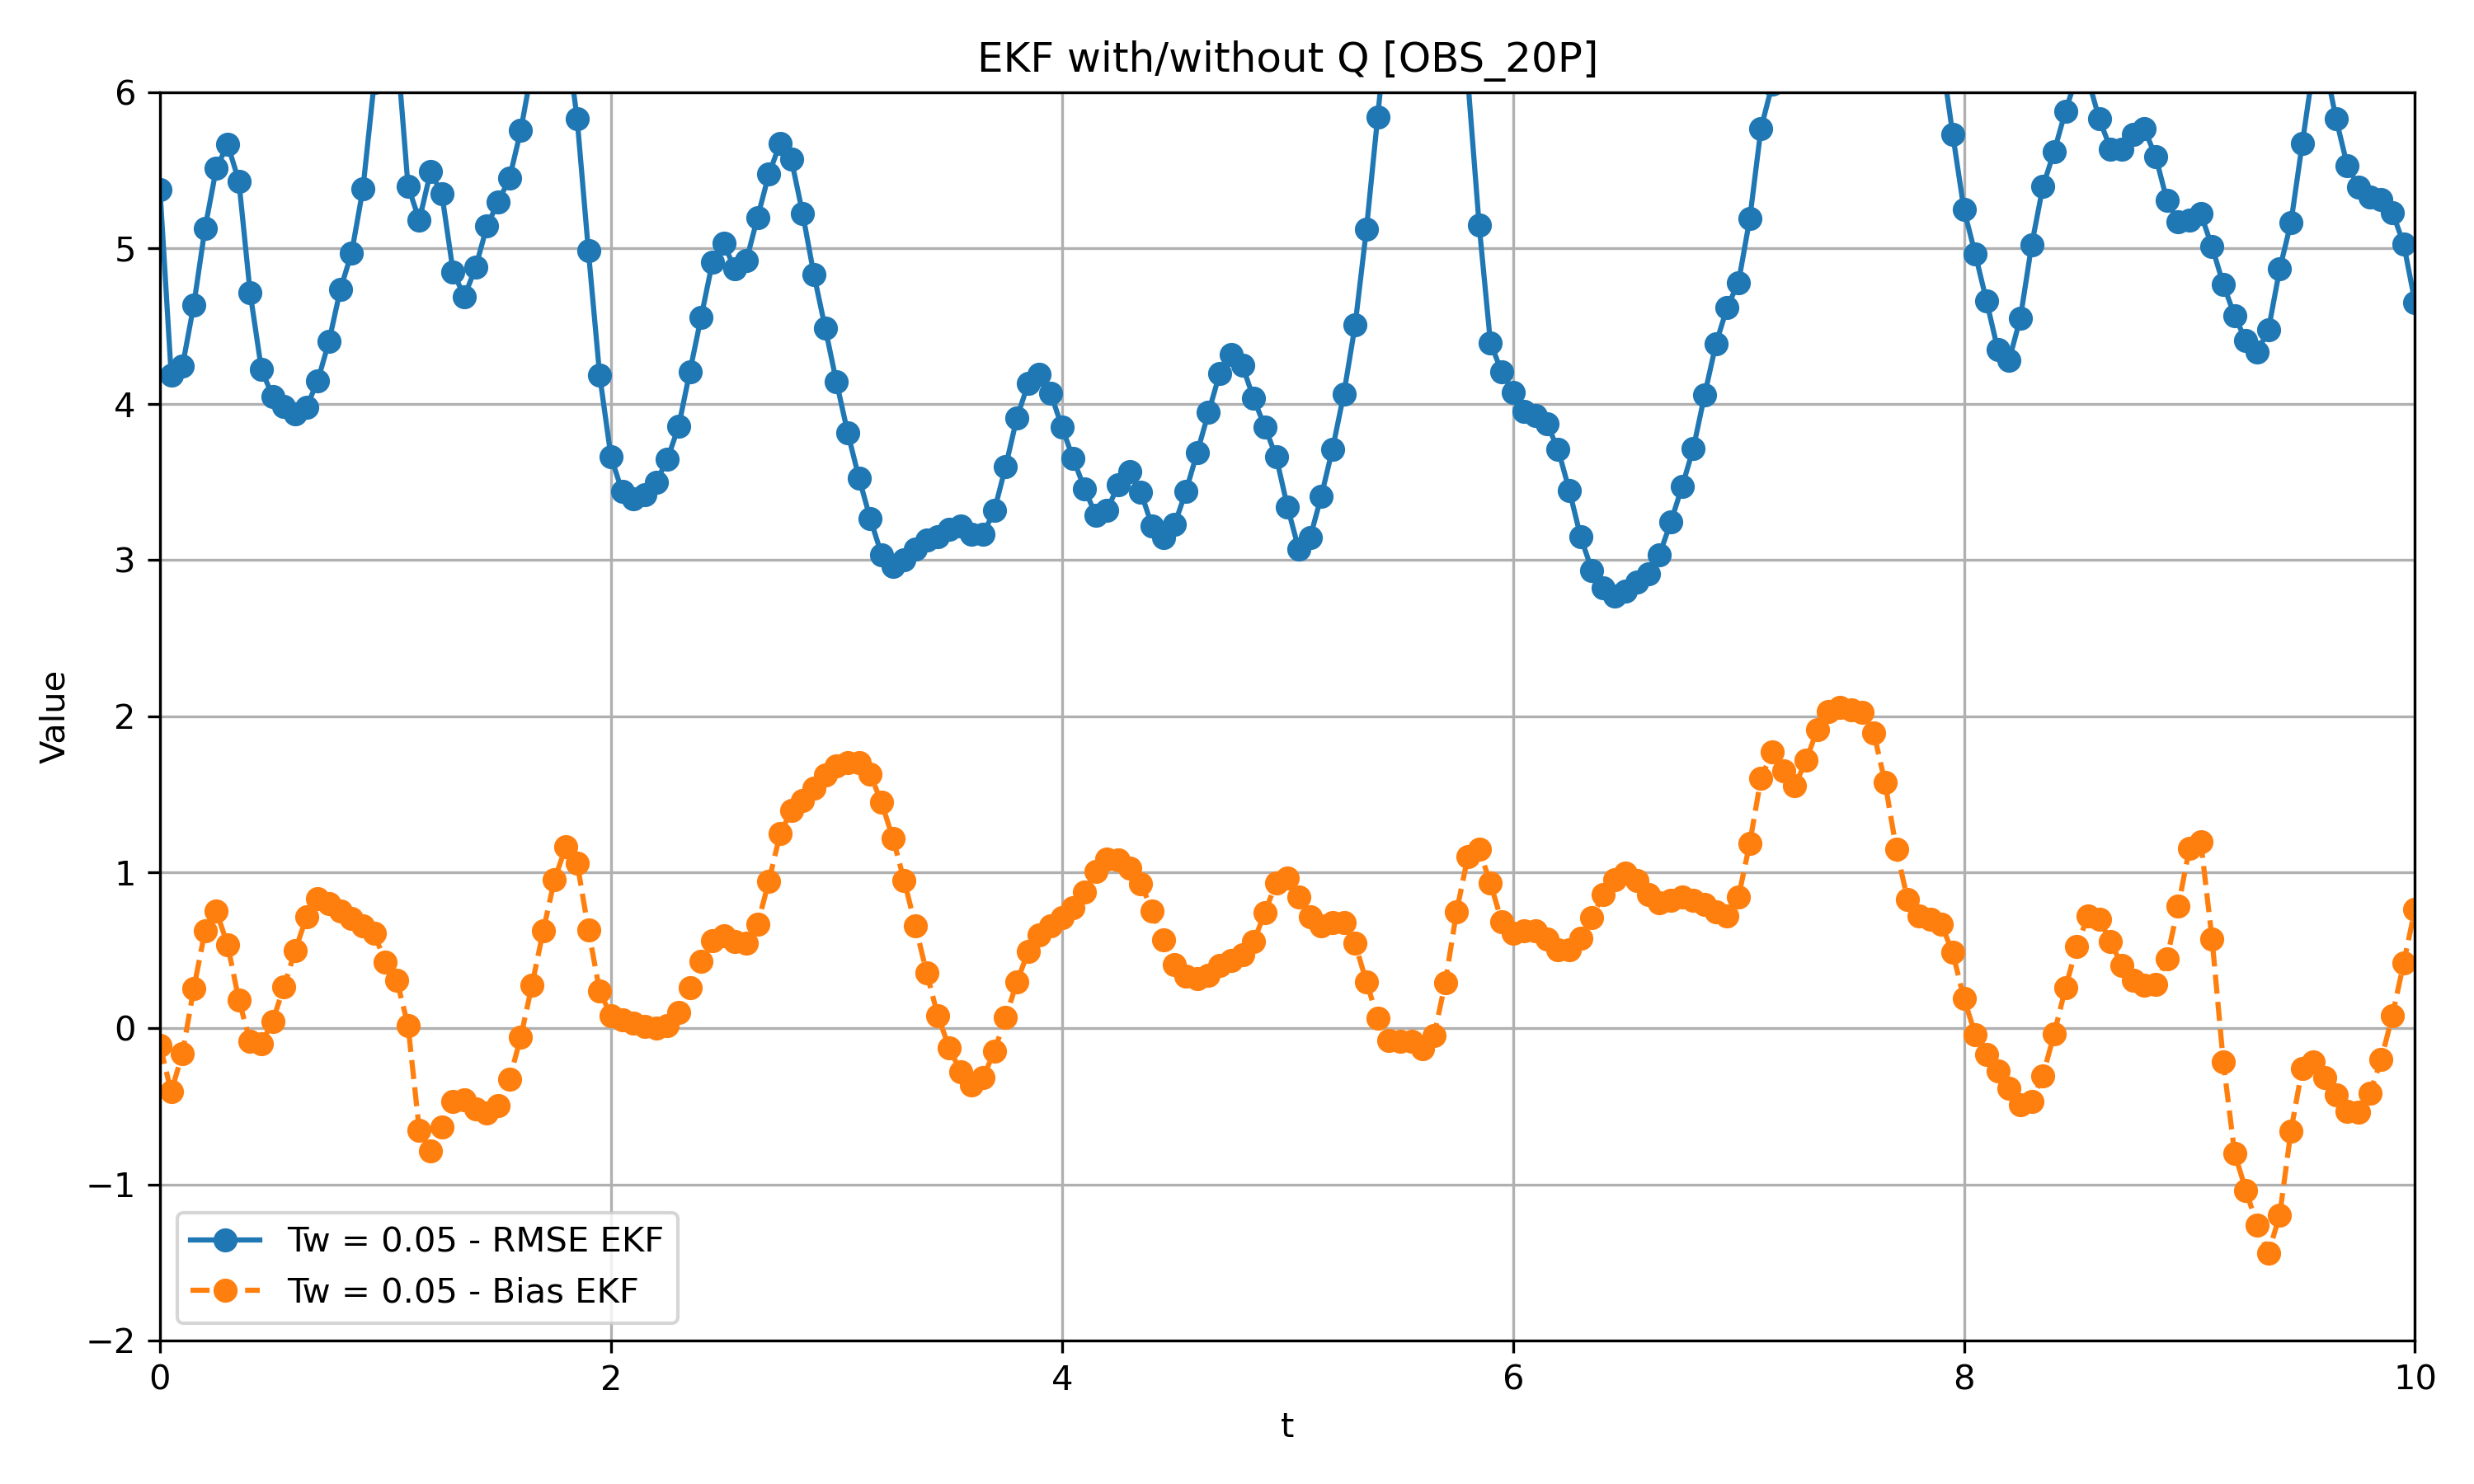 EKF with/without Q [OBS_20P]
6
5
4
3
2
1
0
−1
−2
Value
0 2 4 6 8 10
t
Tw = 0.05 - RMSE EKF
Tw = 0.05 - Bias EKF